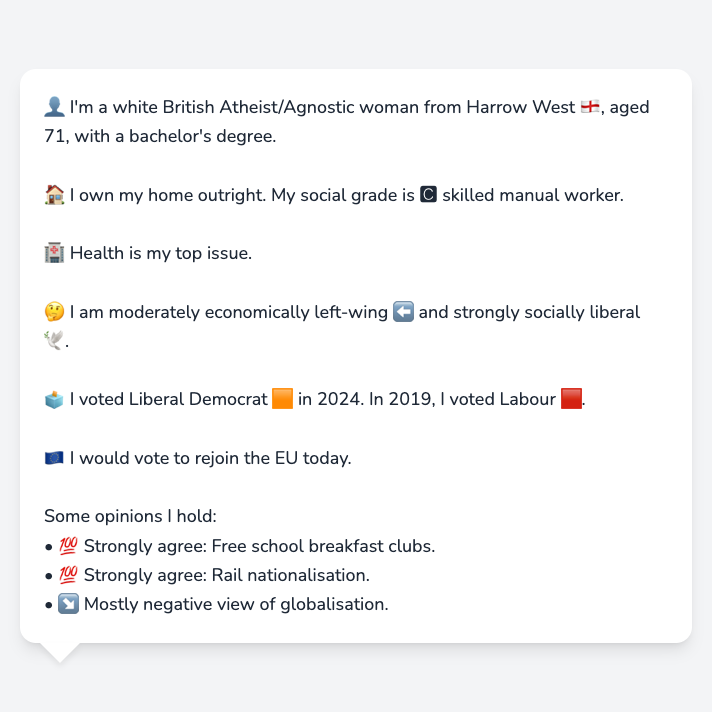 👤 I'm a white British Atheist/Agnostic woman from Harrow West 🏴󠁧󠁢󠁥󠁮󠁧󠁿, aged
71, with a bachelor's degree.
🏠 I own my home outright. My social grade is 🅲 skilled manual worker.
🏥 Health is my top issue.
🤔 I am moderately economically left-wing ⬅️ and strongly socially liberal
🕊️.
🗳️ I voted Liberal Democrat 🟧 in 2024. In 2019, I voted Labour 🟥.
🇪🇺 I would vote to rejoin the EU today.
Some opinions I hold:
• 💯 Strongly agree: Free school breakfast clubs.
• 💯 Strongly agree: Rail nationalisation.
• ↘️ Mostly negative view of globalisation.